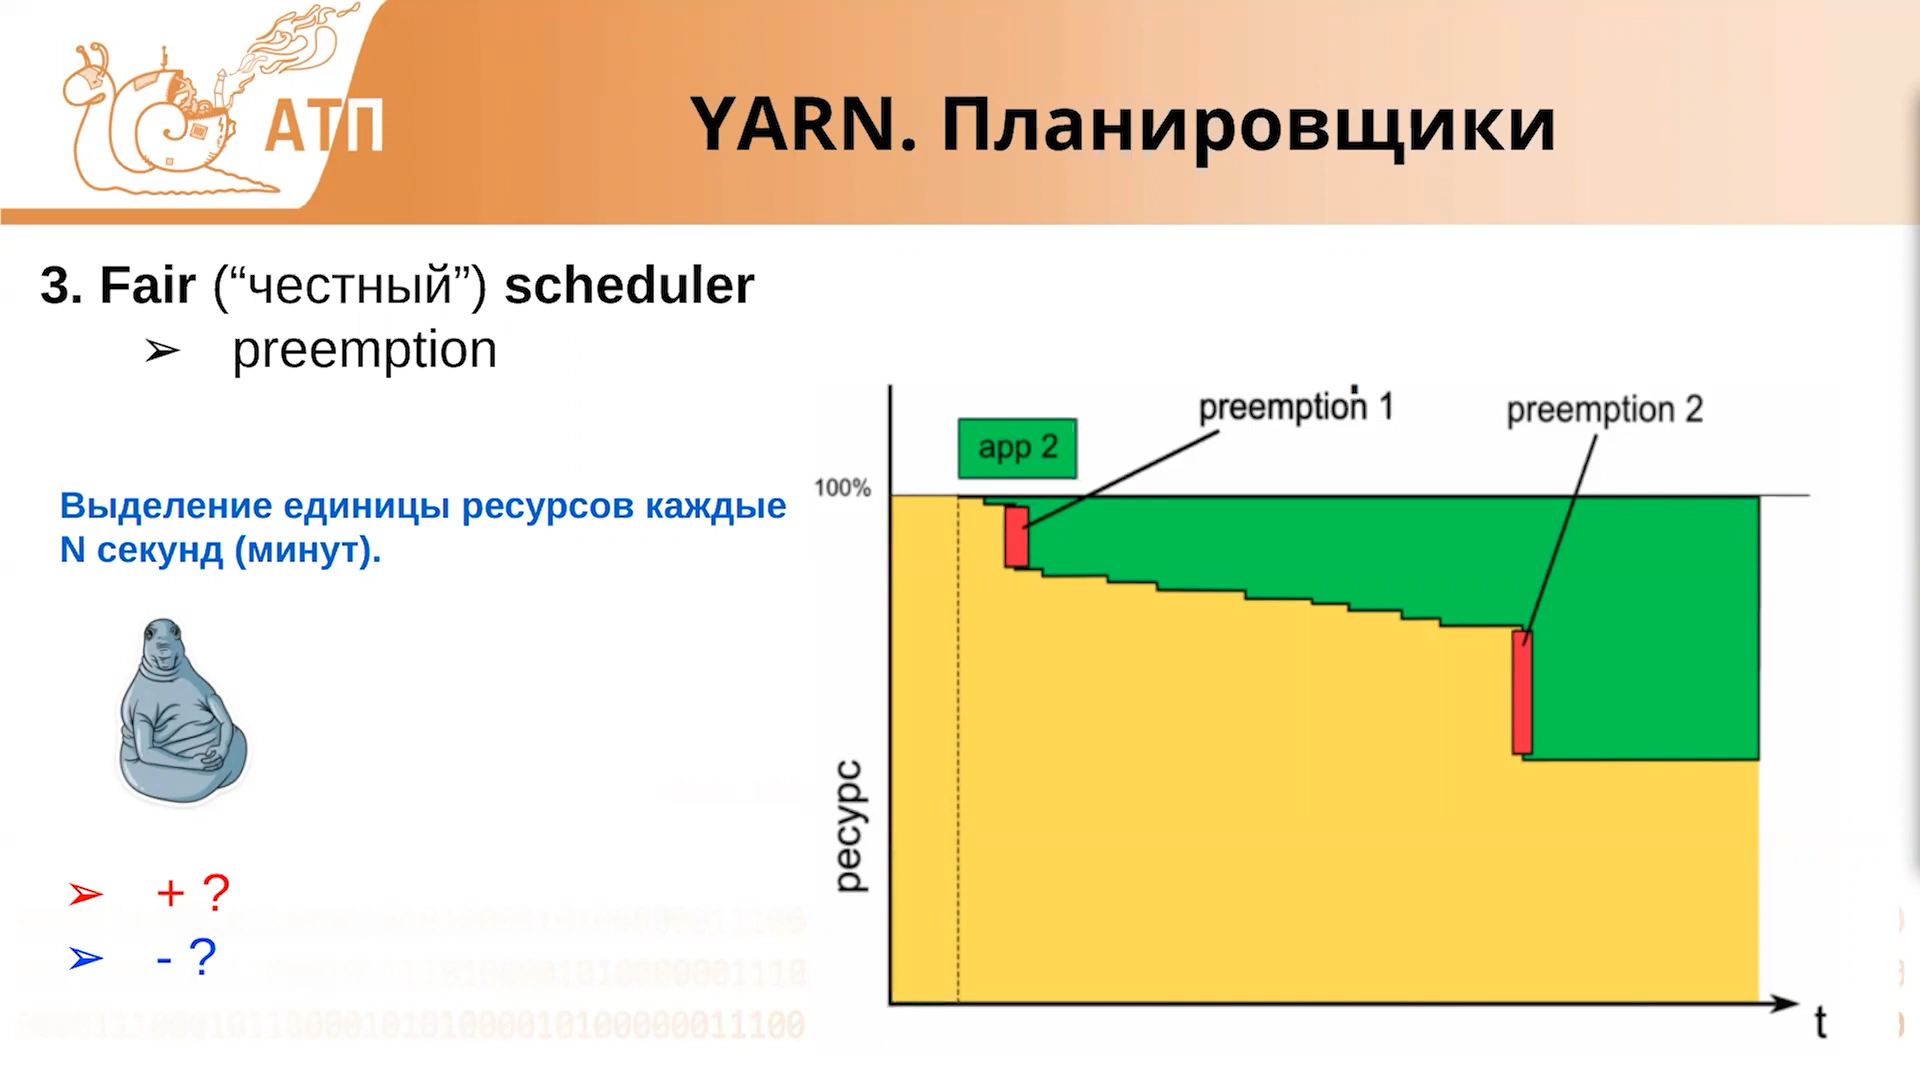 АТП
YARN. Планировщики
3. Fair (“честный”) scheduler
➢ preemption
Выделение единицы ресурсов каждые
N секунд (минут).
➢ + ?
➢ - ?
preemption 1
preemption 2
app 2
100%
ресурс
t